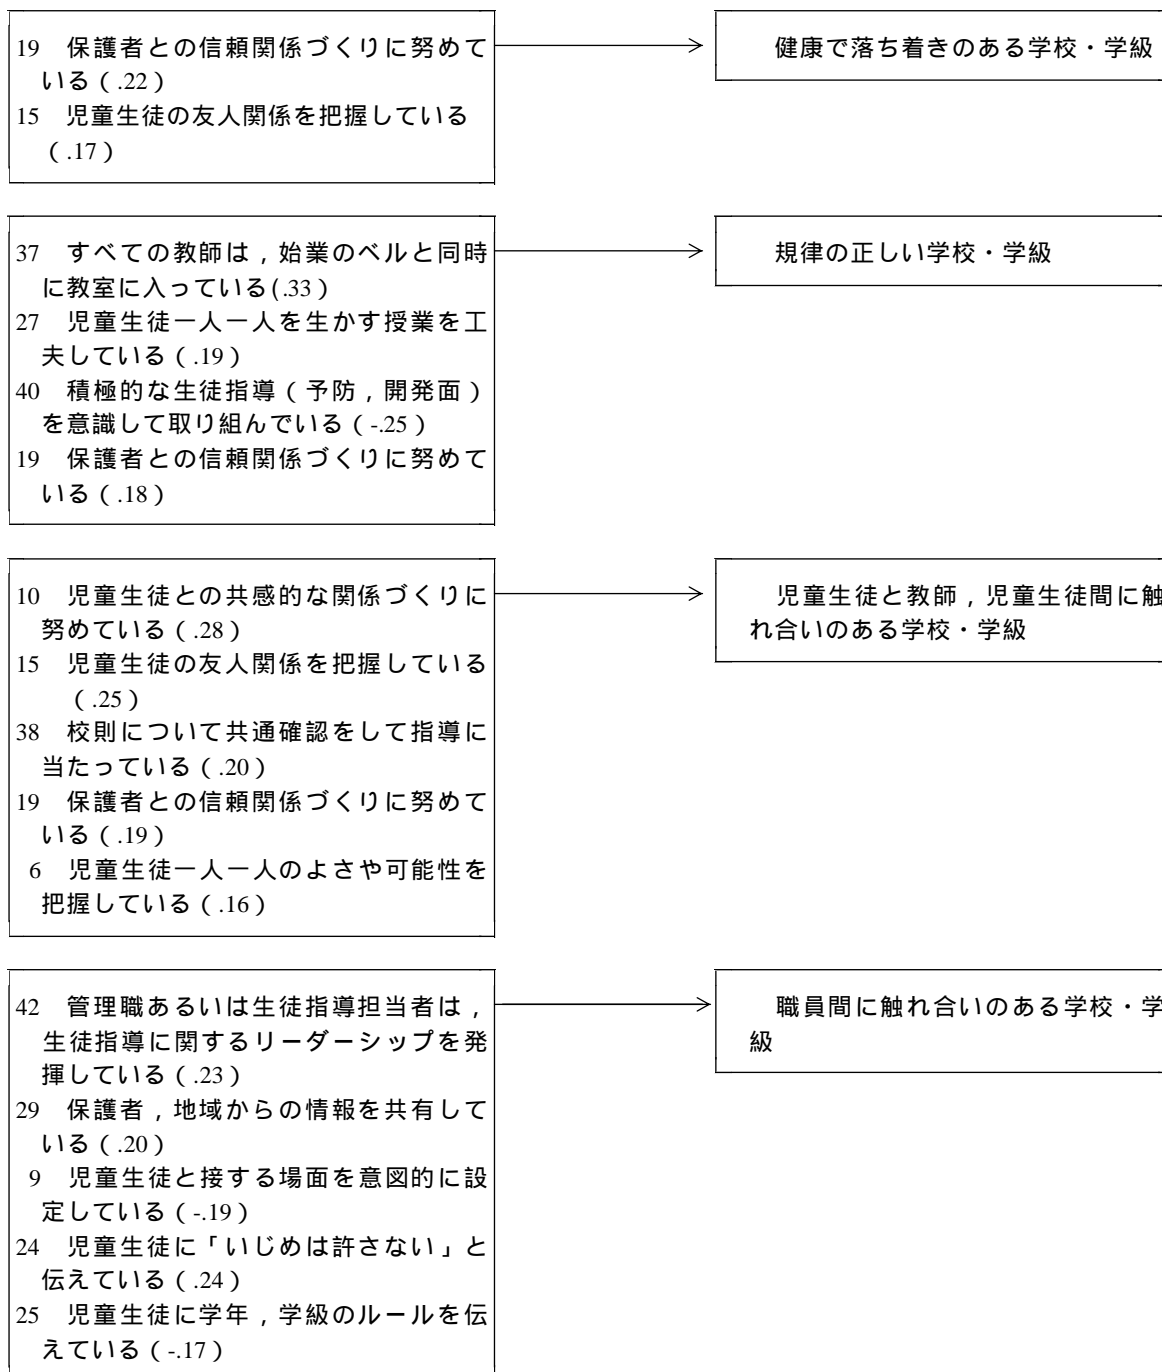 19　保護者との信頼関係づくりに努めて
いる（.22）
15　児童生徒の友人関係を把握している
（.17）
健康で落ち着きのある学校・学級
37　すべての教師は，始業のベルと同時
に教室に入っている(.33）
27　児童生徒一人一人を生かす授業を工
夫している（.19）
40　積極的な生徒指導（予防，開発面）
を意識して取り組んでいる（-.25）
19　保護者との信頼関係づくりに努めて
いる（.18）
規律の正しい学校・学級
10　児童生徒との共感的な関係づくりに
努めている（.28）
15　児童生徒の友人関係を把握している
（.25）
38　校則について共通確認をして指導に
当たっている（.20）
19　保護者との信頼関係づくりに努めて
いる（.19）
6　児童生徒一人一人のよさや可能性を
把握している（.16）
児童生徒と教師，児童生徒間に触
れ合いのある学校・学級
42　管理職あるいは生徒指導担当者は，
生徒指導に関するリーダーシップを発
揮している（.23）
29　保護者，地域からの情報を共有して
いる（.20）
9　児童生徒と接する場面を意図的に設
定している（-.19）
24　児童生徒に「いじめは許さない」と
伝えている（.24）
25　児童生徒に学年，学級のルールを伝
えている（-.17）
職員間に触れ合いのある学校・学
級